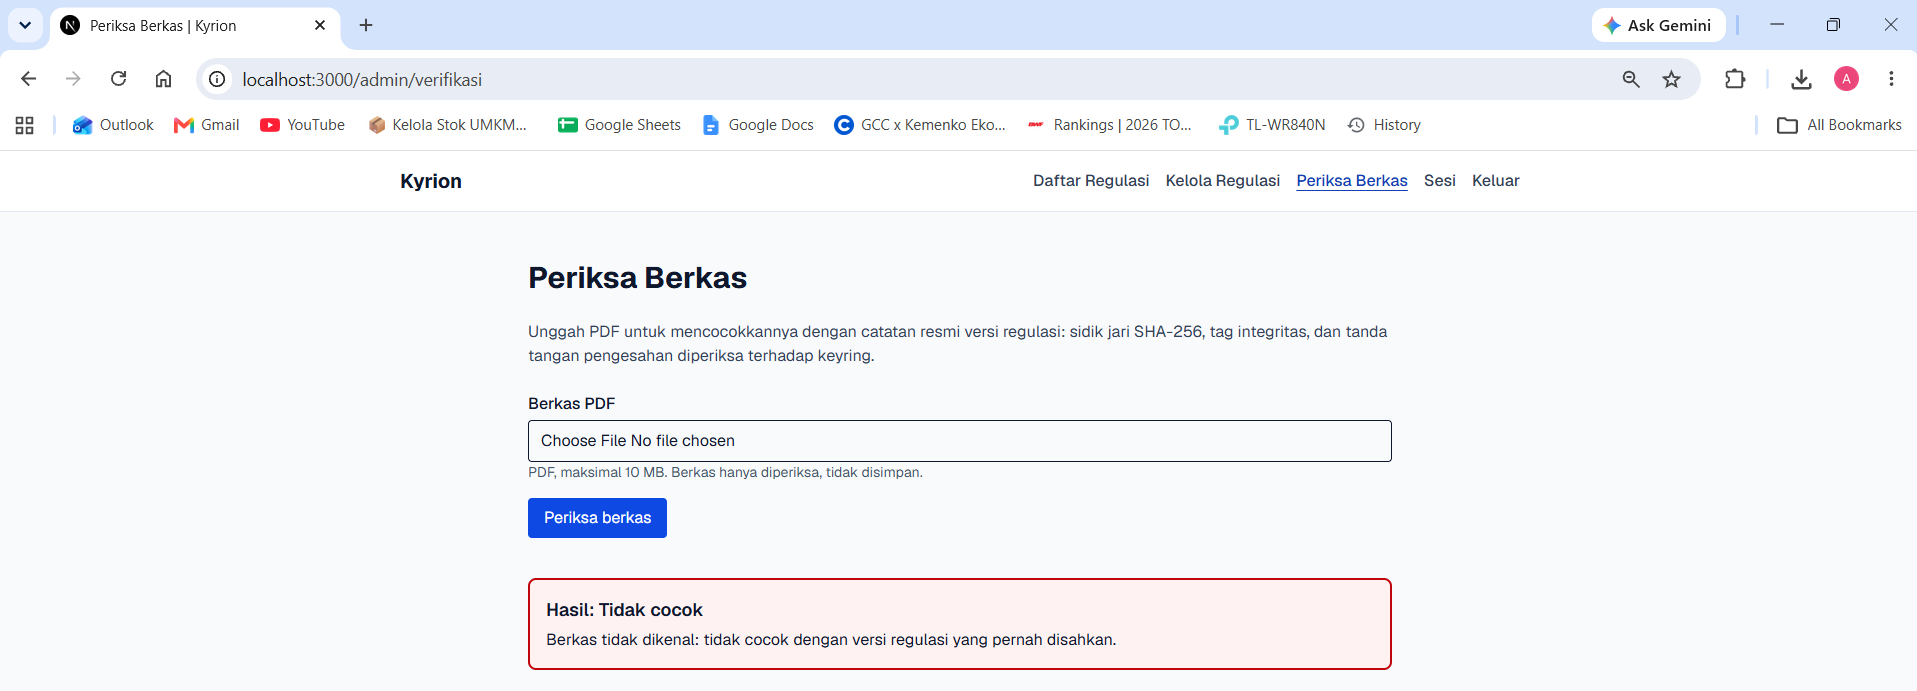 Periksa Berkas | Kyrion
Ask Gemini
localhost:3000/admin/verifikasi
A
Outlook
Gmail
YouTube
Kelola Stok UMKM...
Google Sheets
Google Docs
GCC x Kemenko Eko...
Rankings | 2026 TO...
TL-WR840N
History
All Bookmarks
Kyrion
Daftar Regulasi
Kelola Regulasi
Periksa Berkas
Sesi
Keluar
Periksa Berkas
Unggah PDF untuk mencocokkannya dengan catatan resmi versi regulasi: sidik jari SHA-256, tag integritas, dan tanda
tangan pengesahan diperiksa terhadap keyring.
Berkas PDF
Choose File No file chosen
PDF, maksimal 10 MB. Berkas hanya diperiksa, tidak disimpan.
Periksa berkas
Hasil: Tidak cocok
Berkas tidak dikenal: tidak cocok dengan versi regulasi yang pernah disahkan.